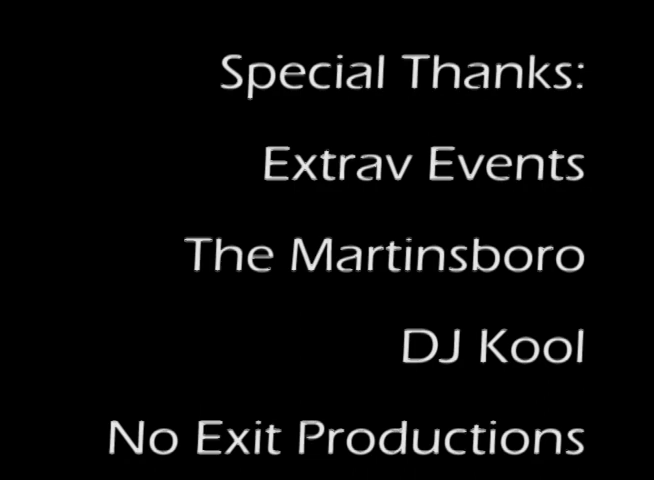 Special Thanks:
Extrav Events
The Martinsboro
DJ Kool
No Exit Productions